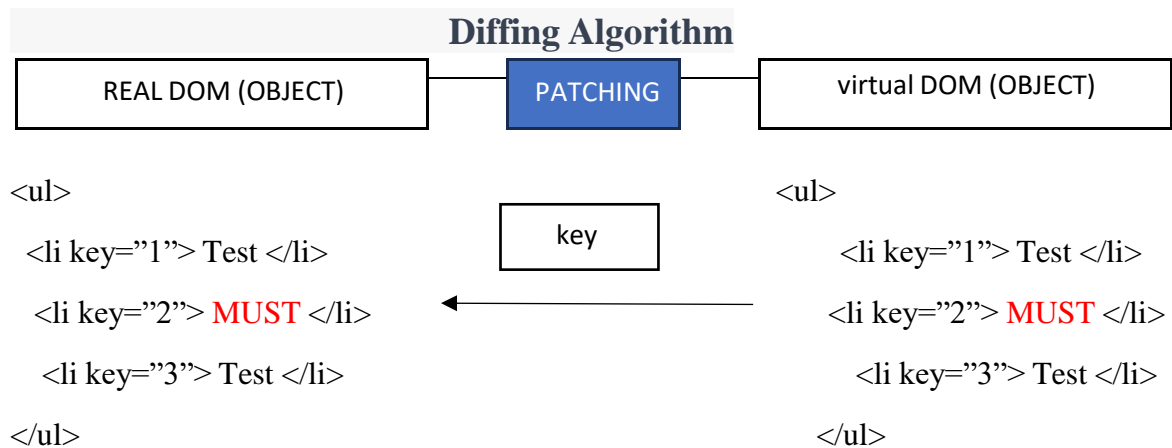 Diffing Algorithm
REAL DOM (OBJECT)
PATCHING
virtual DOM (OBJECT)
<ul>
<li key=”1”> Test </li>
<li key=”2”> MUST </li>
<li key=”3”> Test </li>
</ul>
key
<ul>
<li key=”1”> Test </li>
<li key=”2”> MUST </li>
<li key=”3”> Test </li>
</ul>